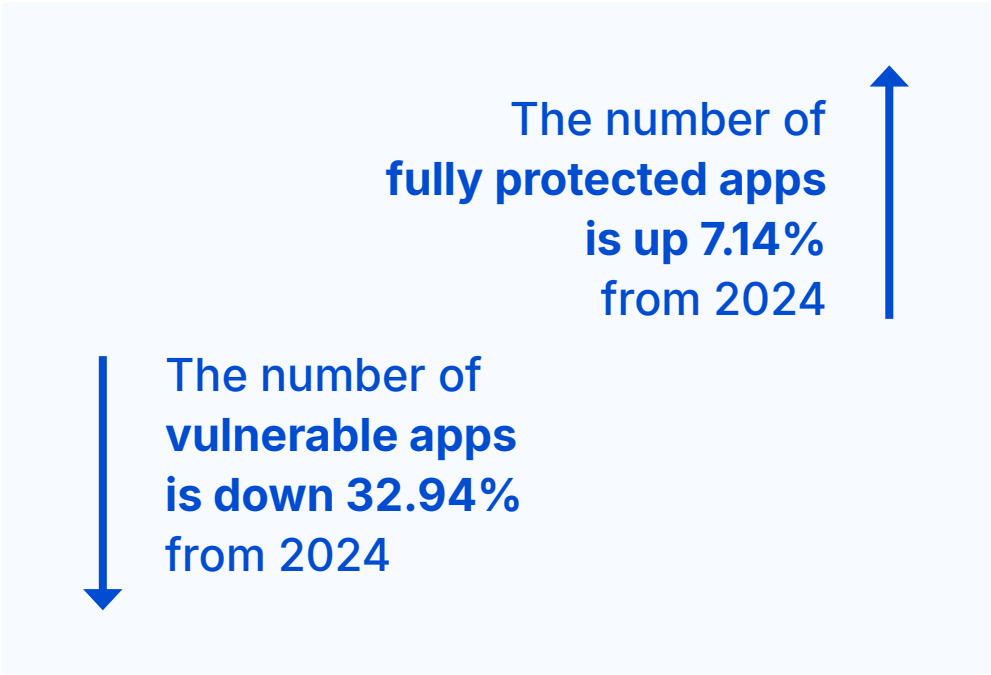 The number of
fully protected apps
is up 7.14%
from 2024
The number of
vulnerable apps
is down 32.94%
from 2024